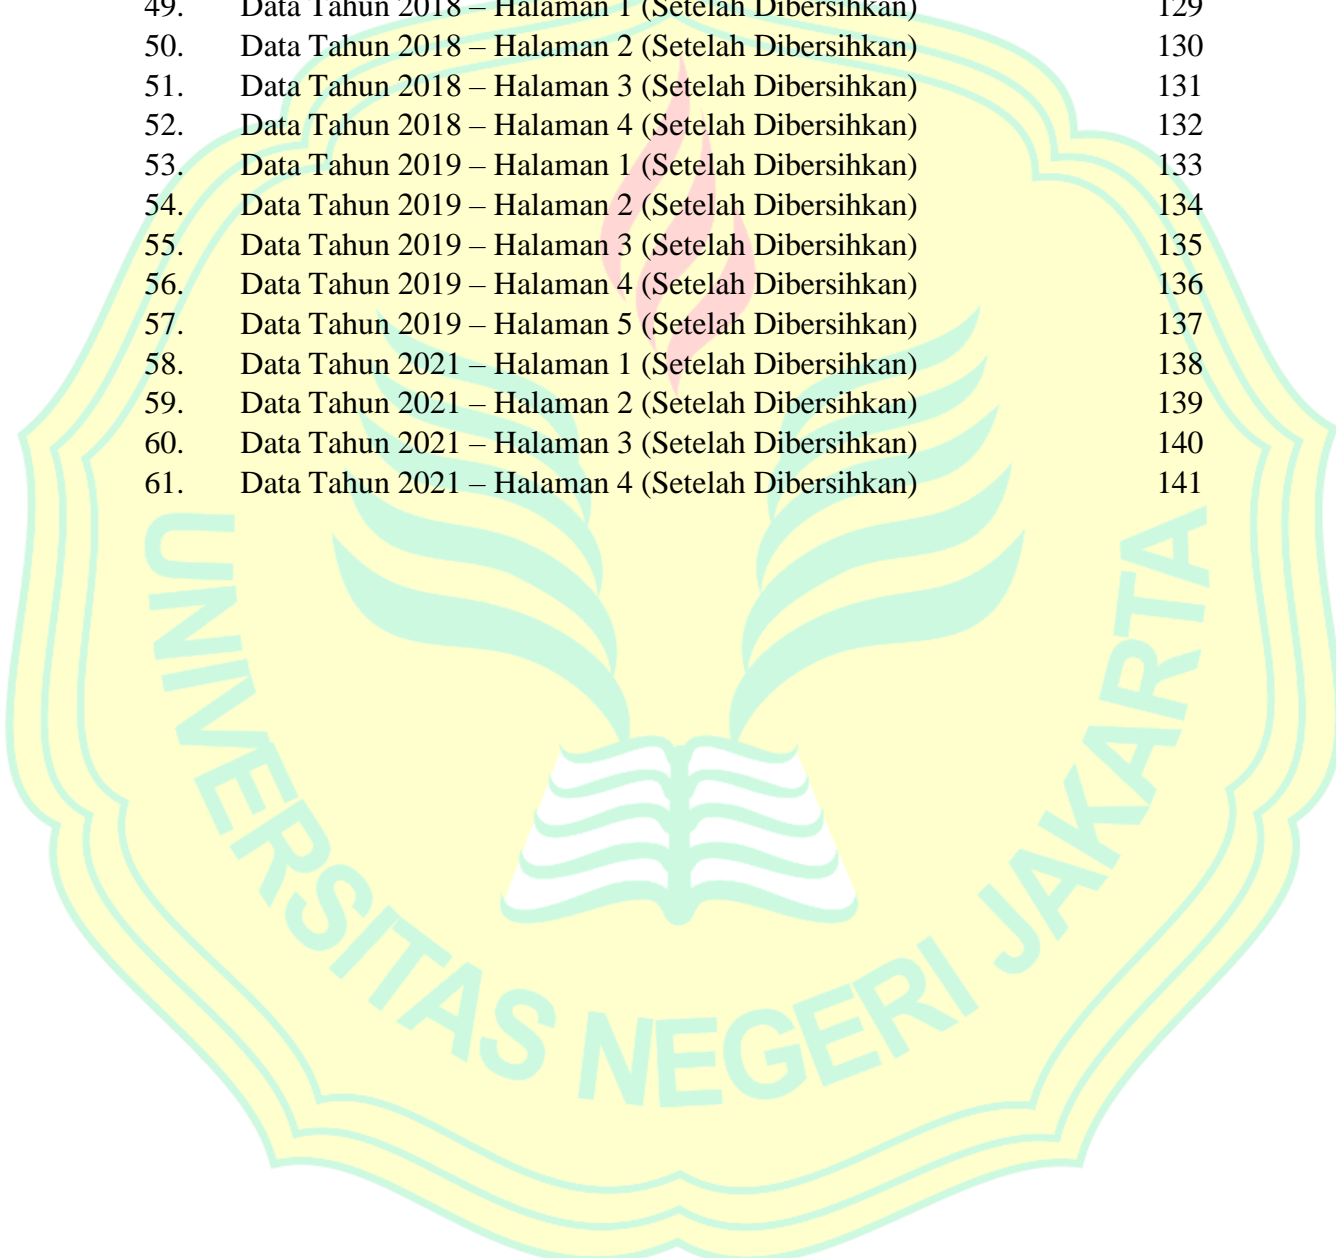 49. Data Tahun 2018 – Halaman 1 (Setelah Dibersihkan) 129
50. Data Tahun 2018 – Halaman 2 (Setelah Dibersihkan) 130
51. Data Tahun 2018 – Halaman 3 (Setelah Dibersihkan) 131
52. Data Tahun 2018 – Halaman 4 (Setelah Dibersihkan) 132
53. Data Tahun 2019 – Halaman 1 (Setelah Dibersihkan) 133
54. Data Tahun 2019 – Halaman 2 (Setelah Dibersihkan) 134
55. Data Tahun 2019 – Halaman 3 (Setelah Dibersihkan) 135
56. Data Tahun 2019 – Halaman 4 (Setelah Dibersihkan) 136
57. Data Tahun 2019 – Halaman 5 (Setelah Dibersihkan) 137
58. Data Tahun 2021 – Halaman 1 (Setelah Dibersihkan) 138
59. Data Tahun 2021 – Halaman 2 (Setelah Dibersihkan) 139
60. Data Tahun 2021 – Halaman 3 (Setelah Dibersihkan) 140
61. Data Tahun 2021 – Halaman 4 (Setelah Dibersihkan) 141
UNIVERSITAS NEGERI JAKARTA